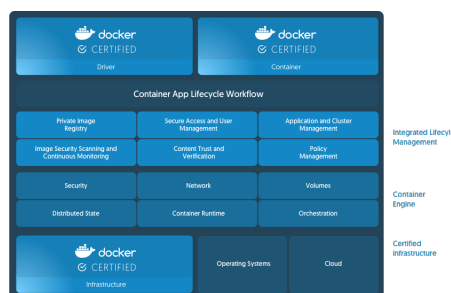 docker
CERTIFIED
Driver
docker
CERTIFIED
Container
Container App Lifecycle Workflow
Private Image
Registry
Secure Access and User
Management
Application and Cluster
Management
Image Security Scanning and
Continuous Monitoring
Content Trust and
Verification
Policy
Management
Integrated Lifecyl
Management
Security
Network
Volumes
Distributed State
Container Runtime
Orchestration
Container
Engine
docker
CERTIFIED
Infrastructure
Operating Systems
Cloud
Certified
infrastructure